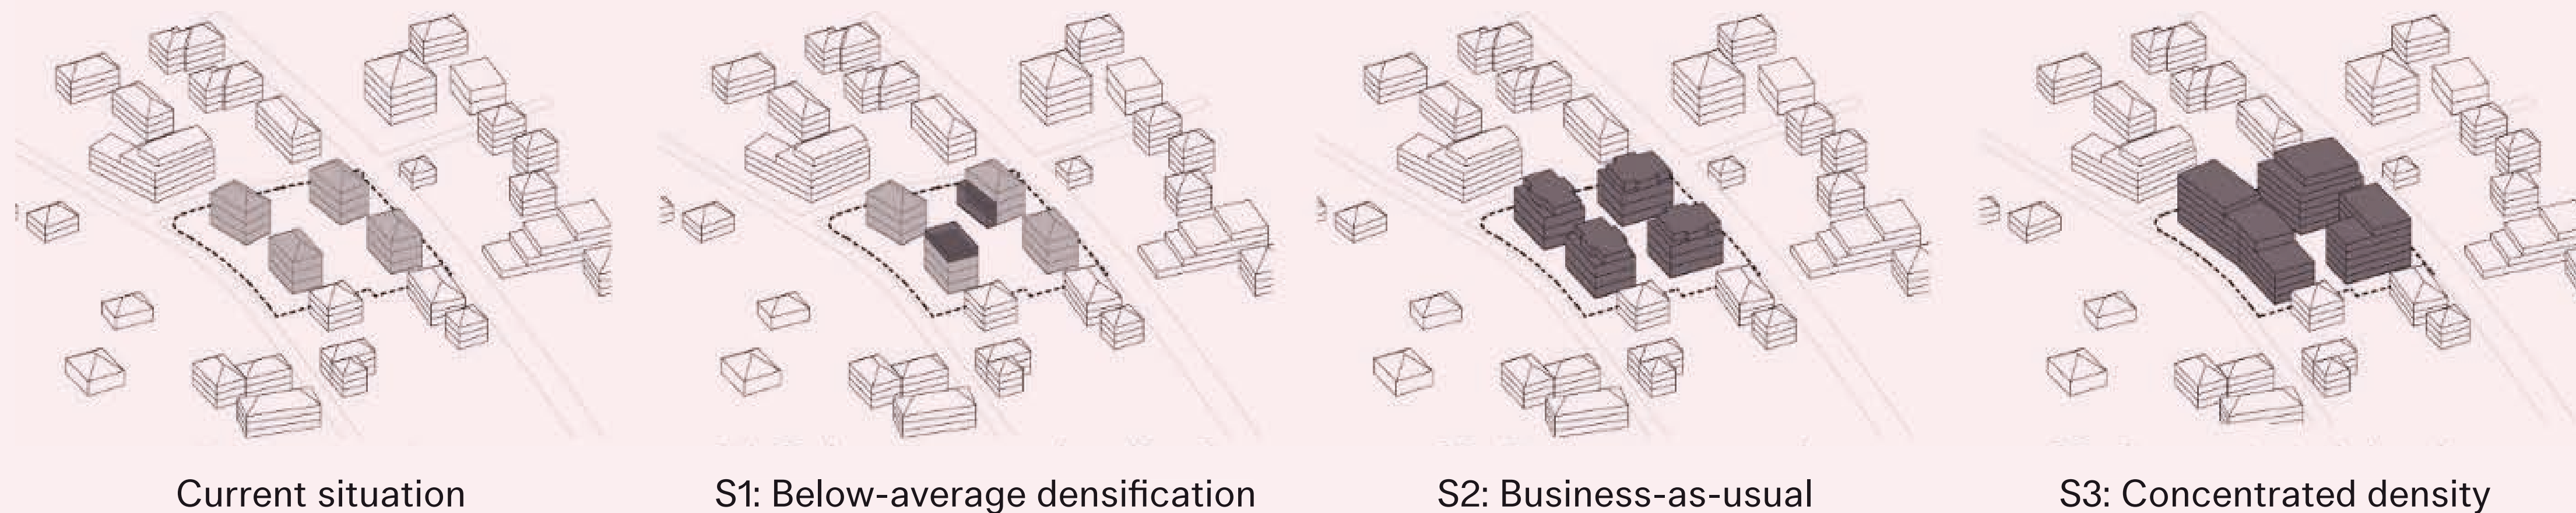 Current situation
S1: Below-average densification
S2: Business-as-usual
S3: Concentrated density